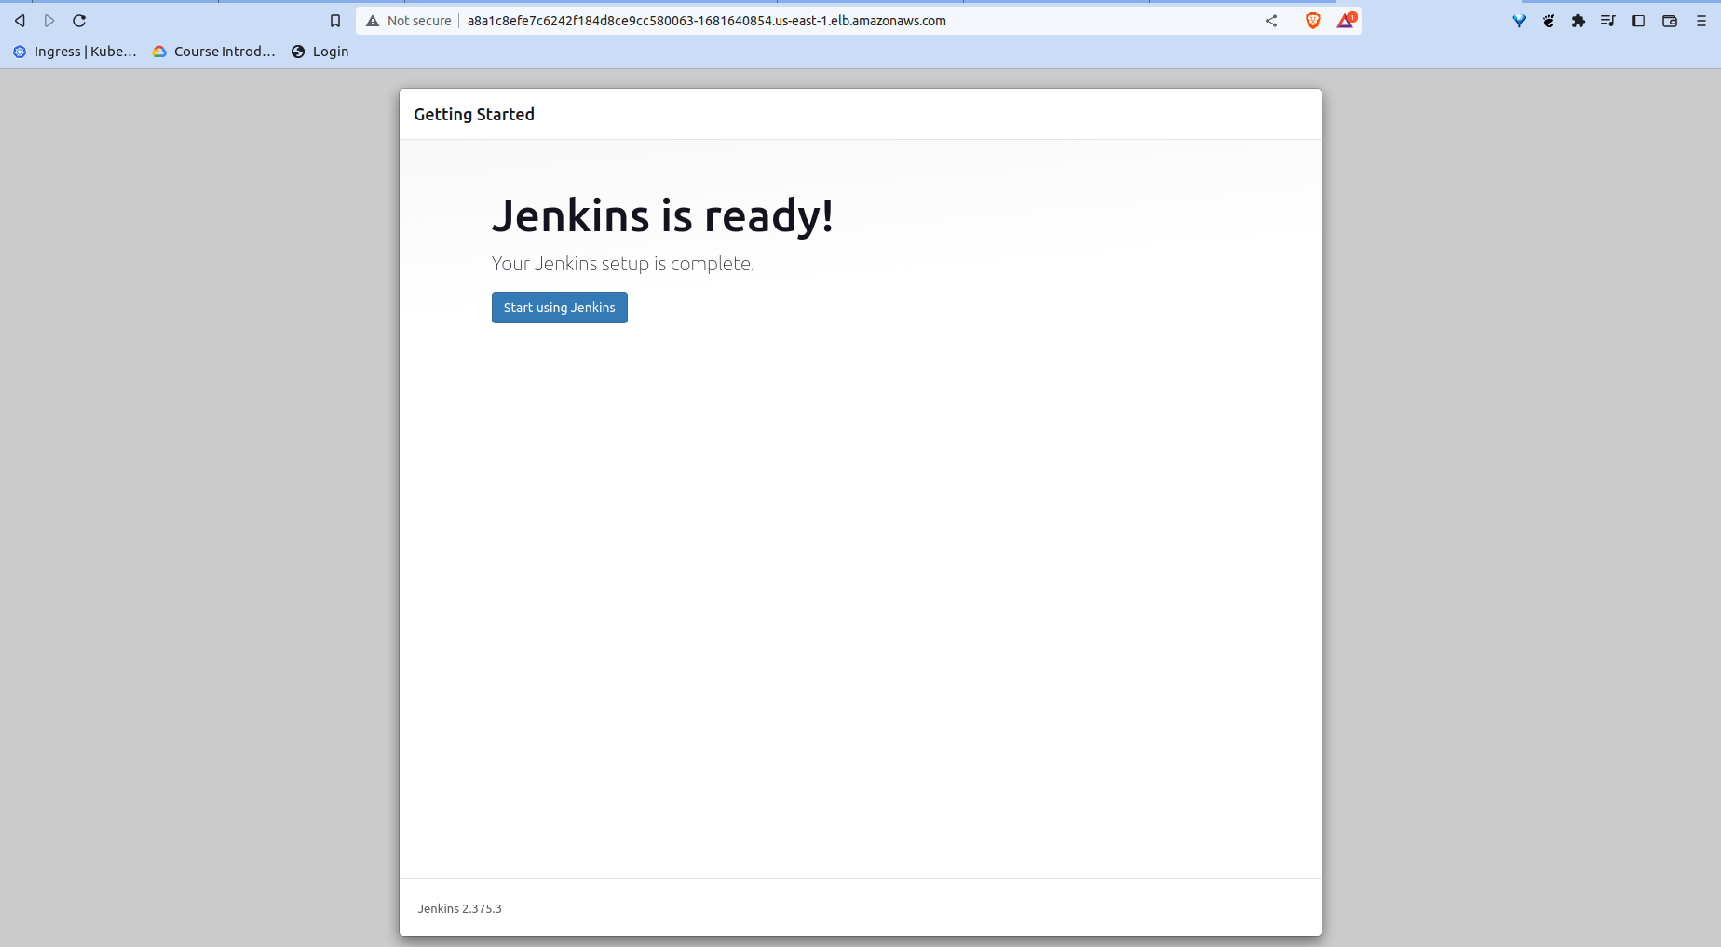 Not secure
a8a1c8efe7c6242f184d8ce9cc580063-1681640854.us-east-1.elb.amazonaws.com
1
Ingress | Kube... Course Introd... Login
Getting Started
Jenkins is ready!
Your Jenkins setup is complete.
Start using Jenkins
Jenkins 2.375.3